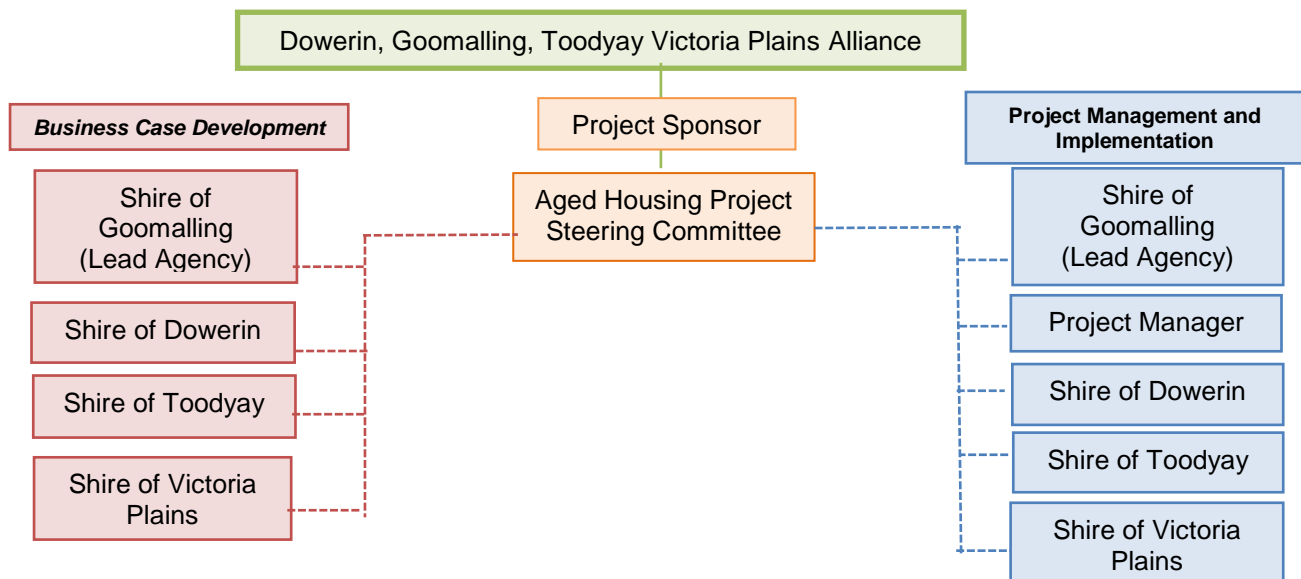 Dowerin, Goomalling, Toodyay Victoria Plains Alliance
Business Case Development
Project Sponsor
Project Management and
Implementation
Shire of
Goomalling
(Lead Agency)
Aged Housing Project
Steering Committee
Shire of
Goomalling
(Lead Agency)
Shire of Dowerin
Project Manager
Shire of Toodyay
Shire of Dowerin
Shire of Victoria
Plains
Shire of Toodyay
Shire of Victoria
Plains